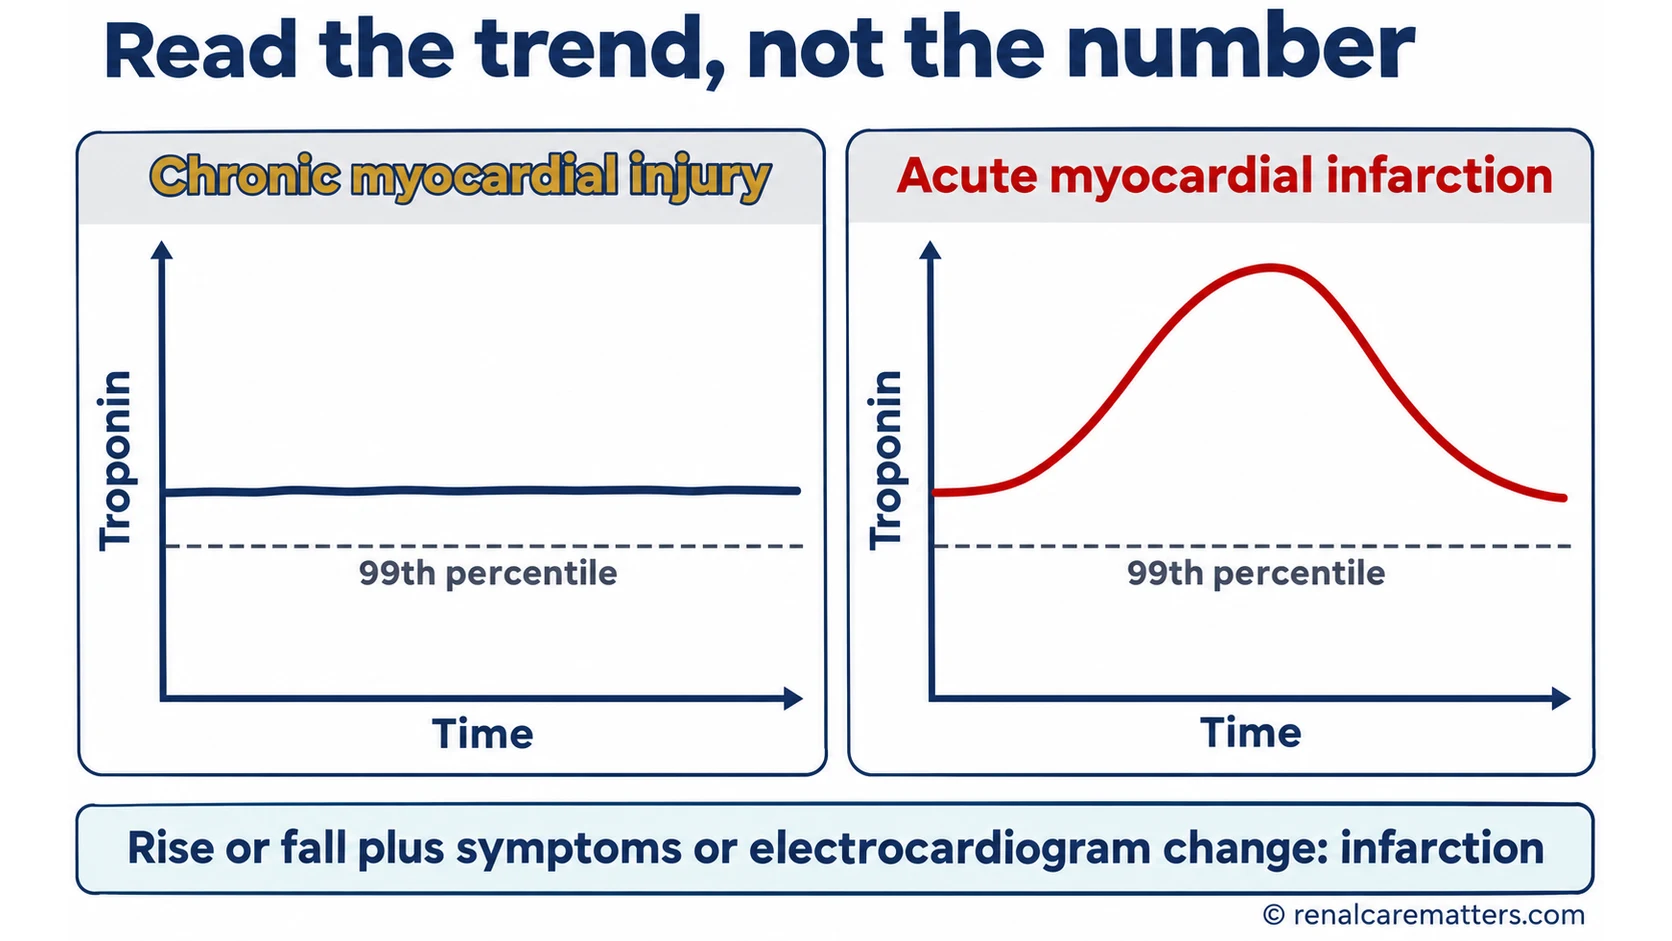 Read the trend, not the number
Chronic myocardial injury
Troponin
99th percentile
Time
Acute myocardial infarction
Troponin
99th percentile
Time
Rise or fall plus symptoms or electrocardiogram change: infarction
© renalcarematters.com